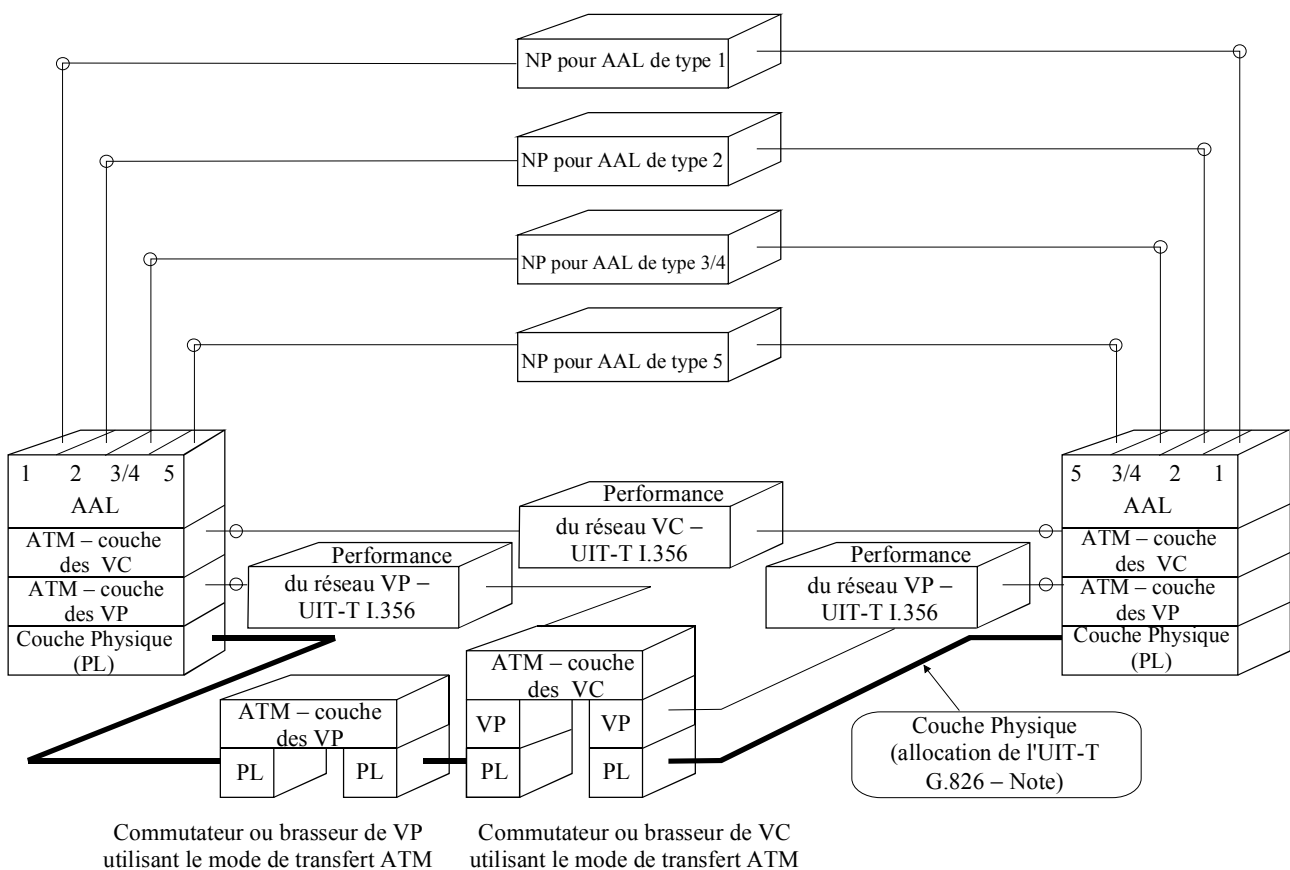 NP pour AAL de type 1
NP pour AAL de type 2
NP pour AAL de type 3/4
NP pour AAL de type 5
1 2 3/4 5
AAL
ATM – couche
des VC
ATM – couche
des VP
Couche Physique
(PL)
Performance
du réseau VC –
UIT-T I.356
Performance
du réseau VP –
UIT-T I.356
Performance
du réseau VP –
UIT-T I.356
5 3/4 2 1
AAL
ATM – couche
des VC
ATM – couche
des VP
Couche Physique
(PL)
ATM – couche
des VP
PL PL
ATM – couche
des VC
VP VP
PL PL
Couche Physique
(allocation de l'UIT-T
G.826 – Note)
Commutateur ou brasseur de VP
utilisant le mode de transfert ATM
Commutateur ou brasseur de VC
utilisant le mode de transfert ATM